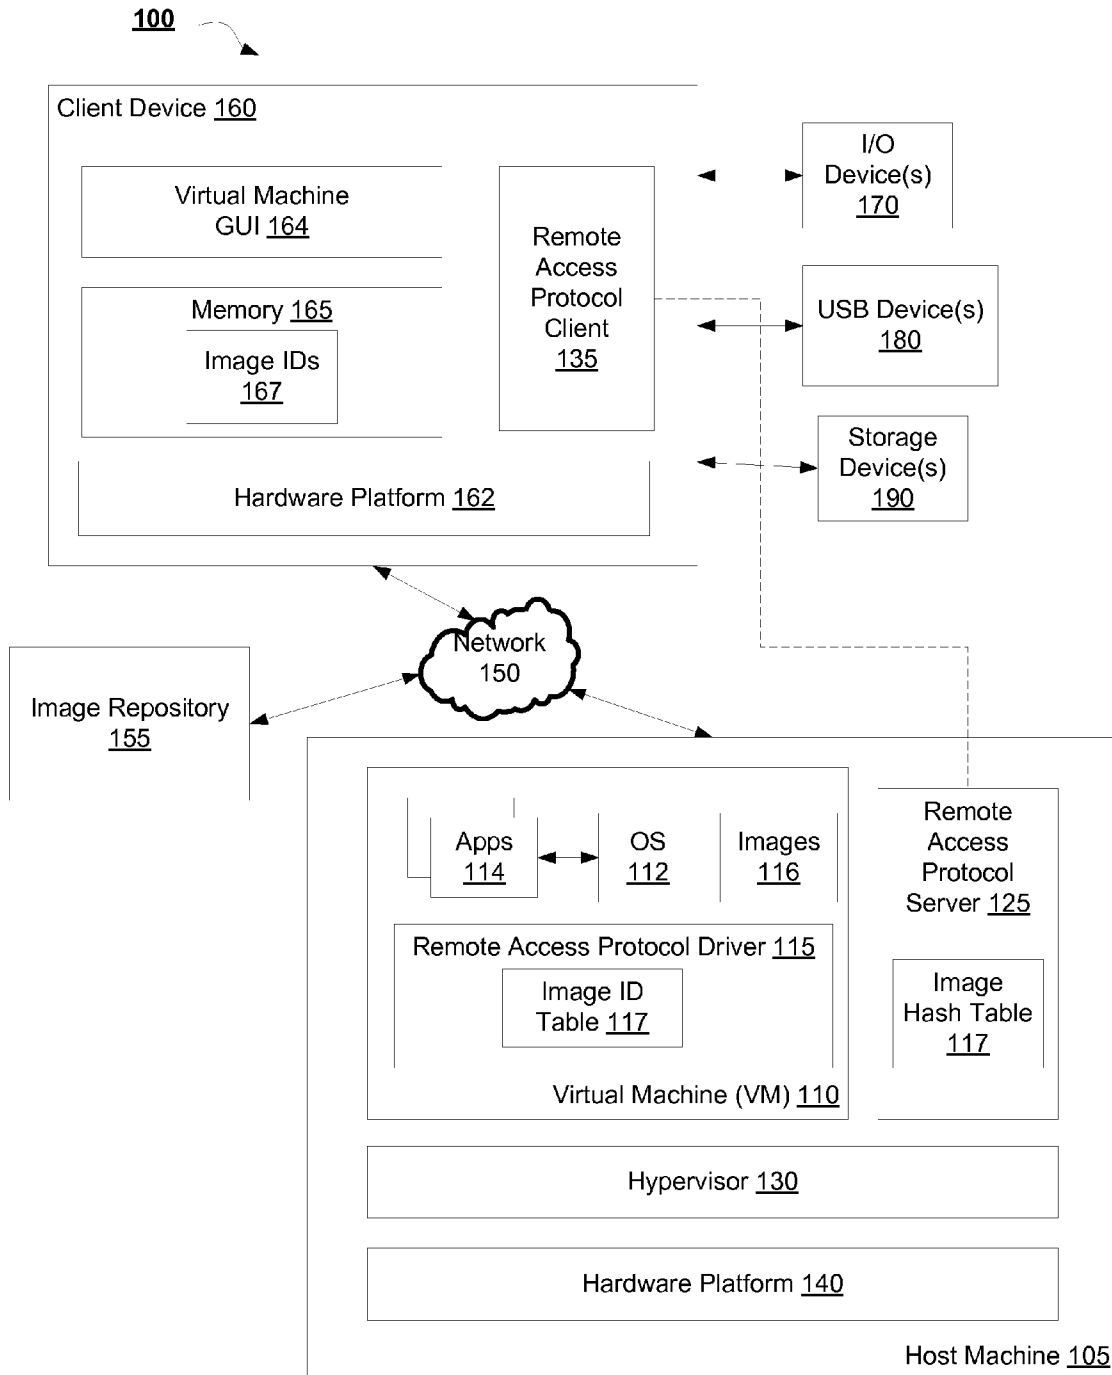 100
Client Device 160
Virtual Machine
GUI 164
Memory 165
Image IDs
167
Remote
Access
Protocol
Client
135
Hardware Platform 162
I/O
Device(s)
170
USB Device(s)
180
Storage
Device(s)
190
Network
150
Image Repository
155
Apps
114
OS
112
Images
116
Remote Access Protocol Driver 115
Image ID
Table 117
Virtual Machine (VM) 110
Remote
Access
Protocol
Server 125
Image
Hash Table
117
Hypervisor 130
Hardware Platform 140
Host Machine 105